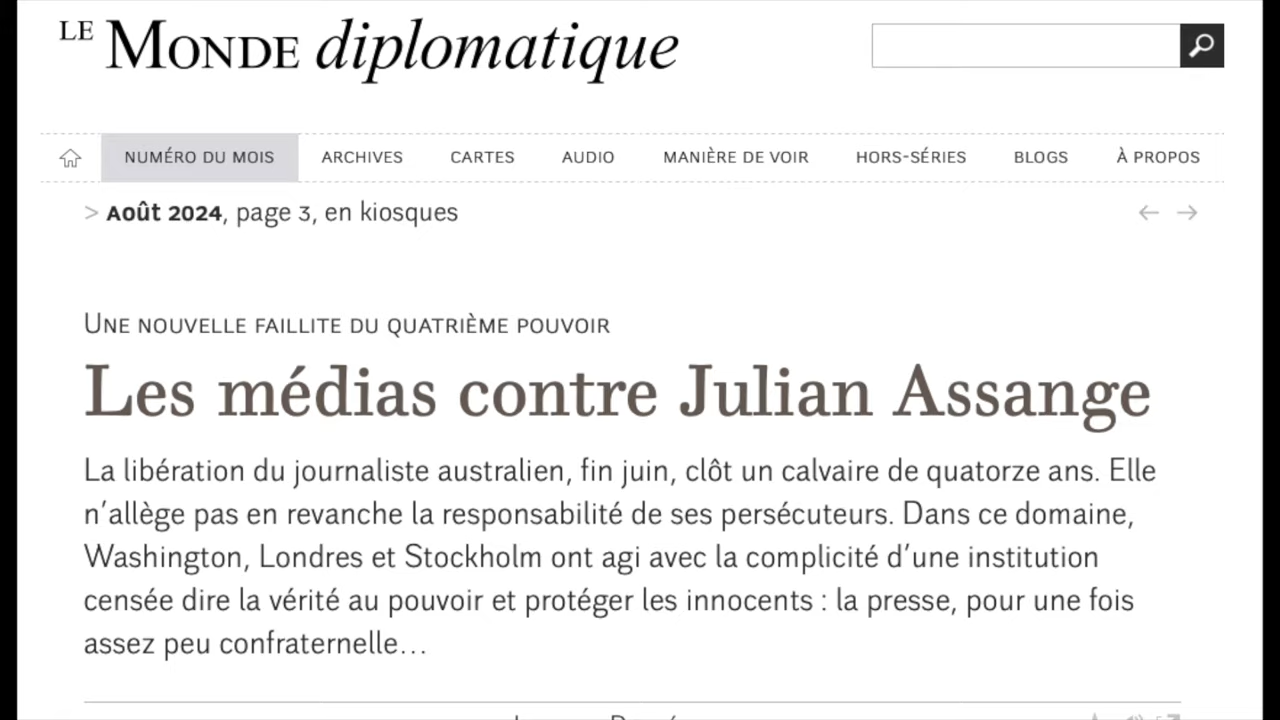 LE MONDE diplomatique
NUMÉRO DU MOIS ARCHIVES CARTES AUDIO MANIÈRE DE VOIR HORS-SÉRIES BLOGS À PROPOS
> Août 2024, page 3, en kiosques
UNE NOUVELLE FAILLITE DU QUATRIÈME POUVOIR
Les médias contre Julian Assange
La libération du journaliste australien, fin juin, clôt un calvaire de quatorze ans. Elle
n’allège pas en revanche la responsabilité de ses persécuteurs. Dans ce domaine,
Washington, Londres et Stockholm ont agi avec la complicité d’une institution
censée dire la vérité au pouvoir et protéger les innocents : la presse, pour une fois
assez peu confraternelle…